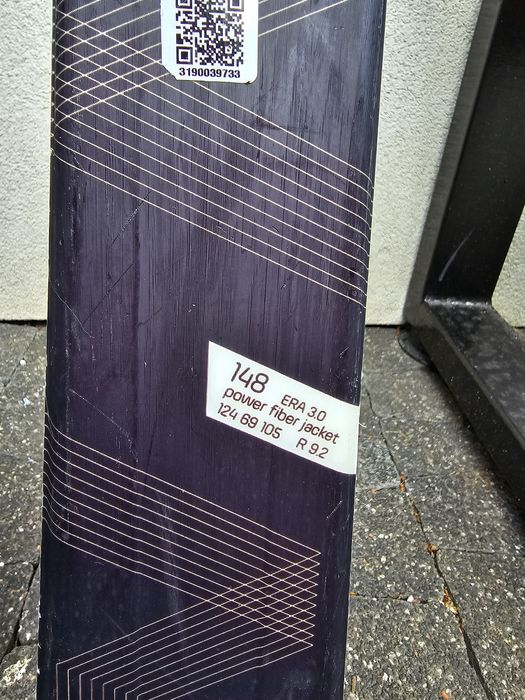 3190039733
148 ERA 3.0
power fiber jacket
124 69 105 R 9.2